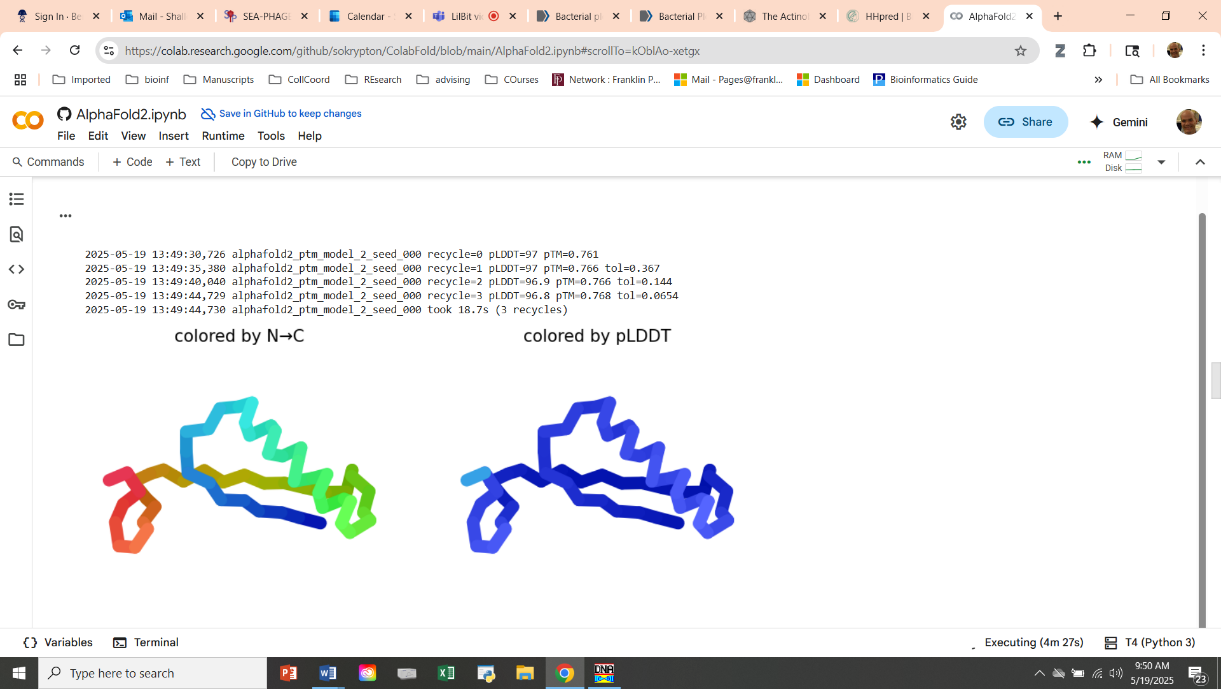 Sign In · Be
Mail - Shall
SEA-PHAGE
Calendar -
LilBit vi
Bacterial p
Bacterial P
The Actino
HHpred | B
AlphaFold2
https://colab.research.google.com/github/sokrypton/ColabFold/blob/main/AlphaFold2.ipynb#scrollTo=kOblAo-xetgx
Imported
bioinf
Manuscripts
CollCoord
REsearch
advising
COurses
Network : Franklin P...
Mail - Pages@frankl...
Dashboard
Bioinformatics Guide
»
All Bookmarks
AlphaFold2.ipynb
Save in GitHub to keep changes
File Edit View Insert Runtime Tools Help
Share
Gemini
Commands
+ Code + Text
Copy to Drive
RAM
Disk
2025-05-19 13:49:30,726 alphafold2_ptm_model_2_seed_000 recycle=0 pLDDT=97 pTM=0.761
2025-05-19 13:49:35,380 alphafold2_ptm_model_2_seed_000 recycle=1 pLDDT=97 pTM=0.766 tol=0.367
2025-05-19 13:49:40,040 alphafold2_ptm_model_2_seed_000 recycle=2 pLDDT=96.9 pTM=0.766 tol=0.144
2025-05-19 13:49:44,729 alphafold2_ptm_model_2_seed_000 recycle=3 pLDDT=96.8 pTM=0.768 tol=0.0654
2025-05-19 13:49:44,730 alphafold2_ptm_model_2_seed_000 took 18.7s (3 recycles)
colored by N→C
colored by pLDDT
Variables
Terminal
Executing (4m 27s)
T4 (Python 3)
Type here to search
DNA
9:50 AM
5/19/2025
23